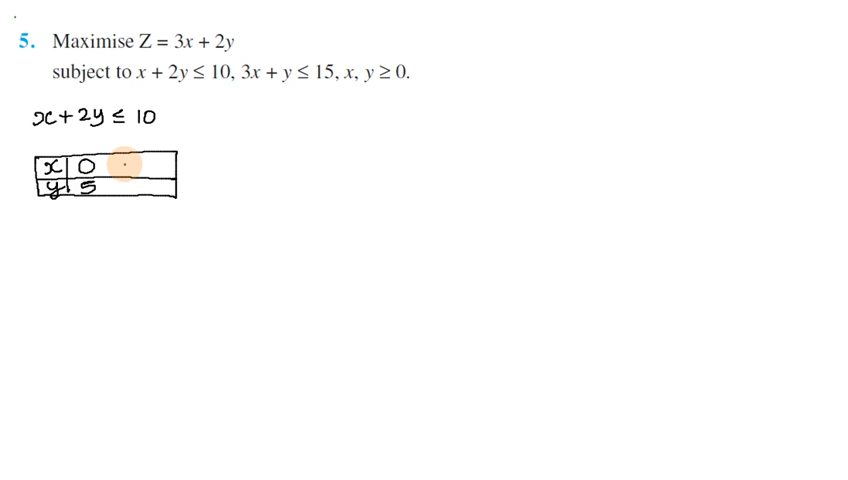 5. Maximise Z = 3x + 2y
subject to x + 2y ≤ 10, 3x + y ≤ 15, x, y ≥ 0.
x + 2y ≤ 10
x 0
y 5